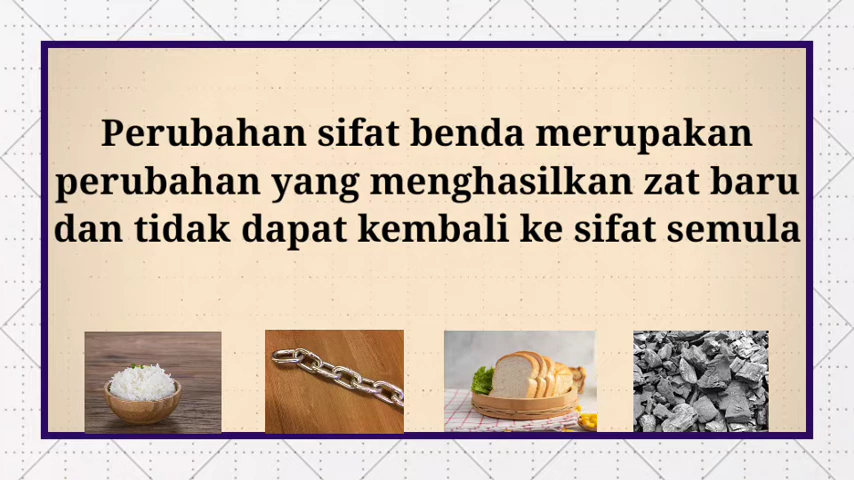 Perubahan sifat benda merupakan
perubahan yang menghasilkan zat baru
dan tidak dapat kembali ke sifat semula